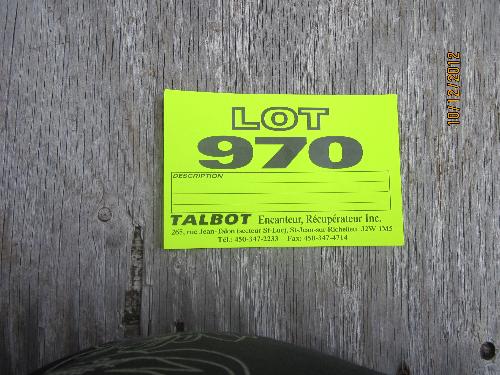 LOT
970
DESCRIPTION
TALBOT Encanteur, Récupérateur Inc.
265, rue Jean-Talon (secteur St-Luc), St-Jean-sur-Richelieu J2W 1M5
Tél.: 450-347-2233 Fax: 450-347-4714
10/12/2012